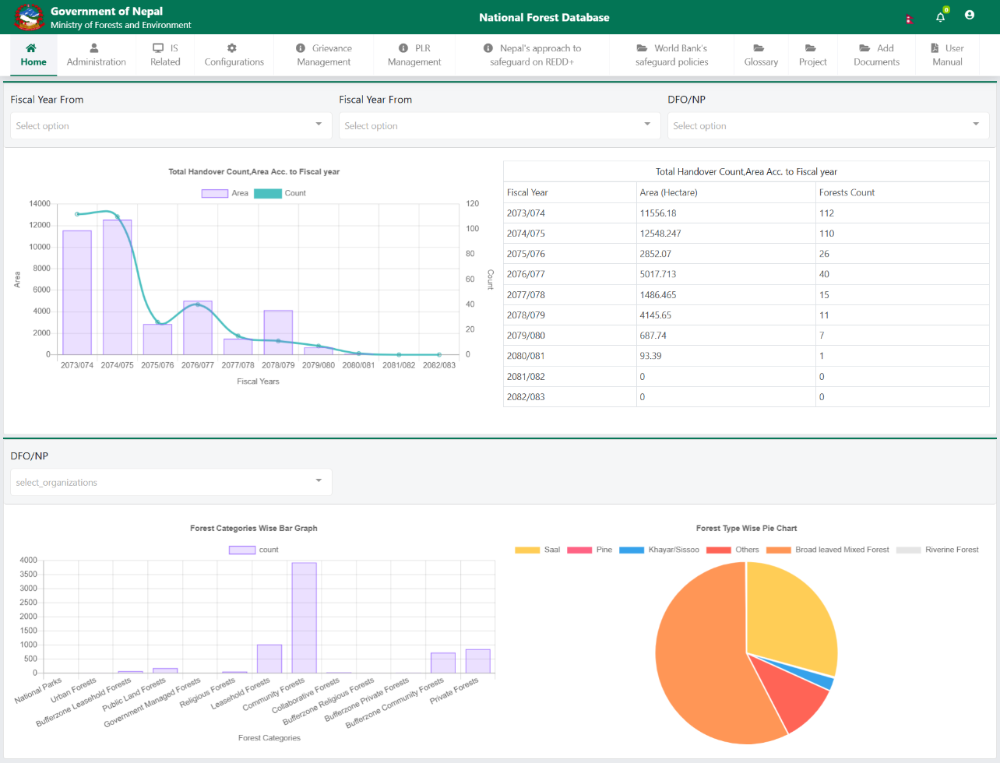 Government of Nepal
Ministry of Forests and Environment
National Forest Database
0
Home
Administration
IS Related
Configurations
Grievance Management
PLR Management
Nepal's approach to safeguard on REDD+
World Bank's safeguard policies
Glossary
Project
Add Documents
User Manual
Fiscal Year From
Fiscal Year From
DFO/NP
Select option
Select option
Select option
Total Handover Count,Area Acc. to Fiscal year
Area Count
14000
12000
10000
8000
6000
4000
2000
0
Area
120
100
80
60
40
20
0
Count
2073/074 2074/075 2075/076 2076/077 2077/078 2078/079 2079/080 2080/081 2081/082 2082/083
Fiscal Years
Total Handover Count,Area Acc. to Fiscal year
Fiscal Year Area (Hectare) Forests Count
2073/074 11556.18 112
2074/075 12548.247 110
2075/076 2852.07 26
2076/077 5017.713 40
2077/078 1486.465 15
2078/079 4145.65 11
2079/080 687.74 7
2080/081 93.39 1
2081/082 0 0
2082/083 0 0
DFO/NP
select_organizations
Forest Categories Wise Bar Graph
count
4000
3500
3000
2500
2000
1500
1000
500
0
National Parks
Urban Forests
Bufferzone Leasehold Forests
Public Land Forests
Government Managed Forests
Religious Forests
Leasehold Forests
Community Forests
Collaborative Forests
Bufferzone Religious Forests
Bufferzone Private Forests
Bufferzone Community Forests
Private Forests
Forest Categories
Forest Type Wise Pie Chart
Saal Pine Khayar/Sissoo Others Broad leaved Mixed Forest Riverine Forest